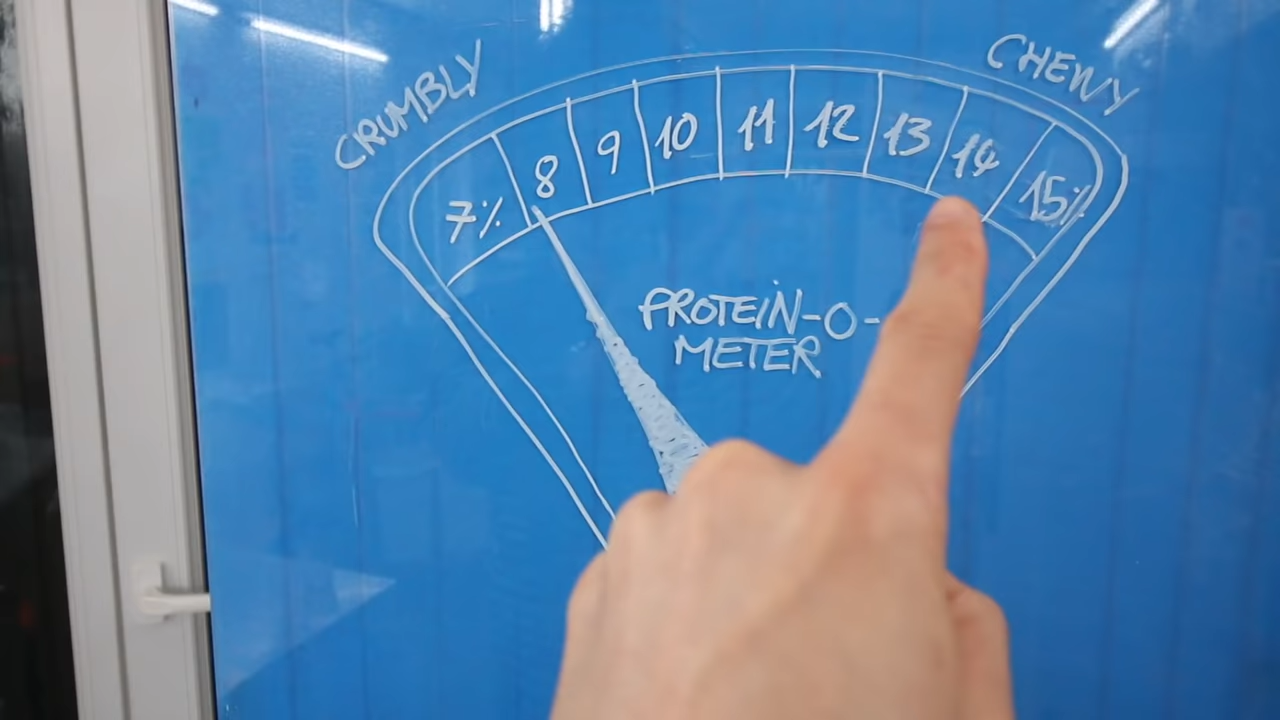 CRUMBLY
CHEWY
7% 8 9 10 11 12 13 14 15%
PROTEIN-O-
METER